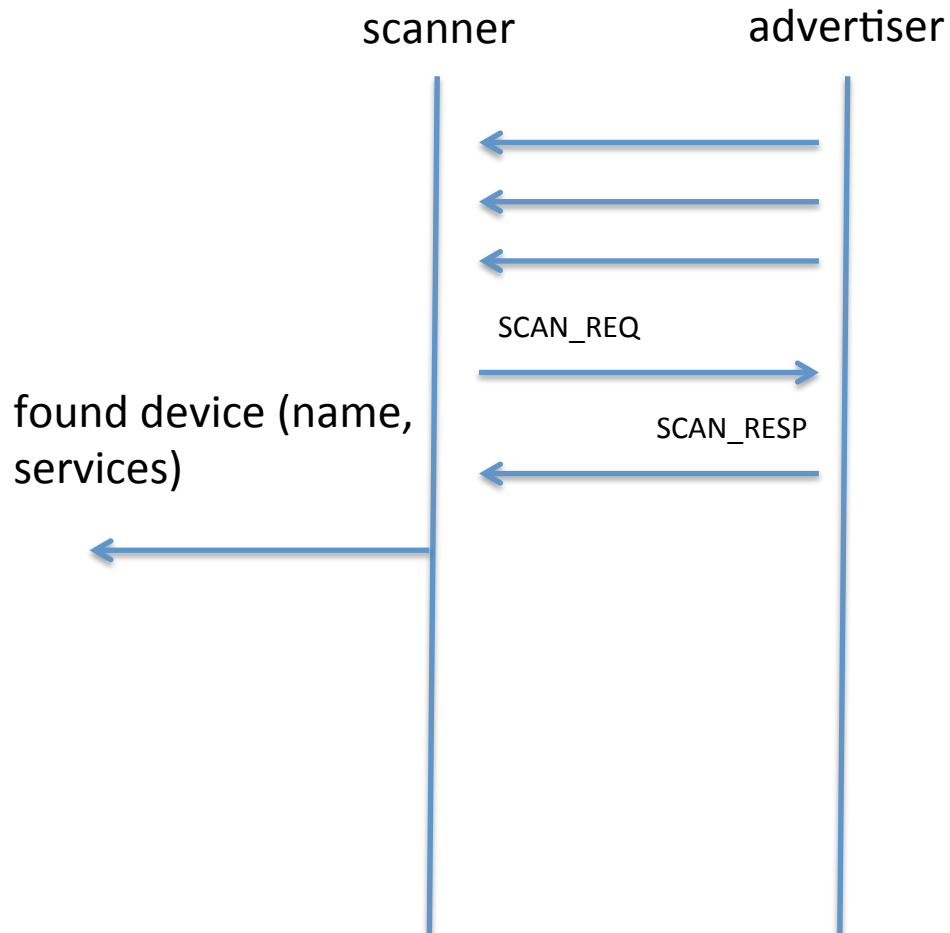 scanner
advertiser
SCAN_REQ
found device (name,
services)
SCAN_RESP